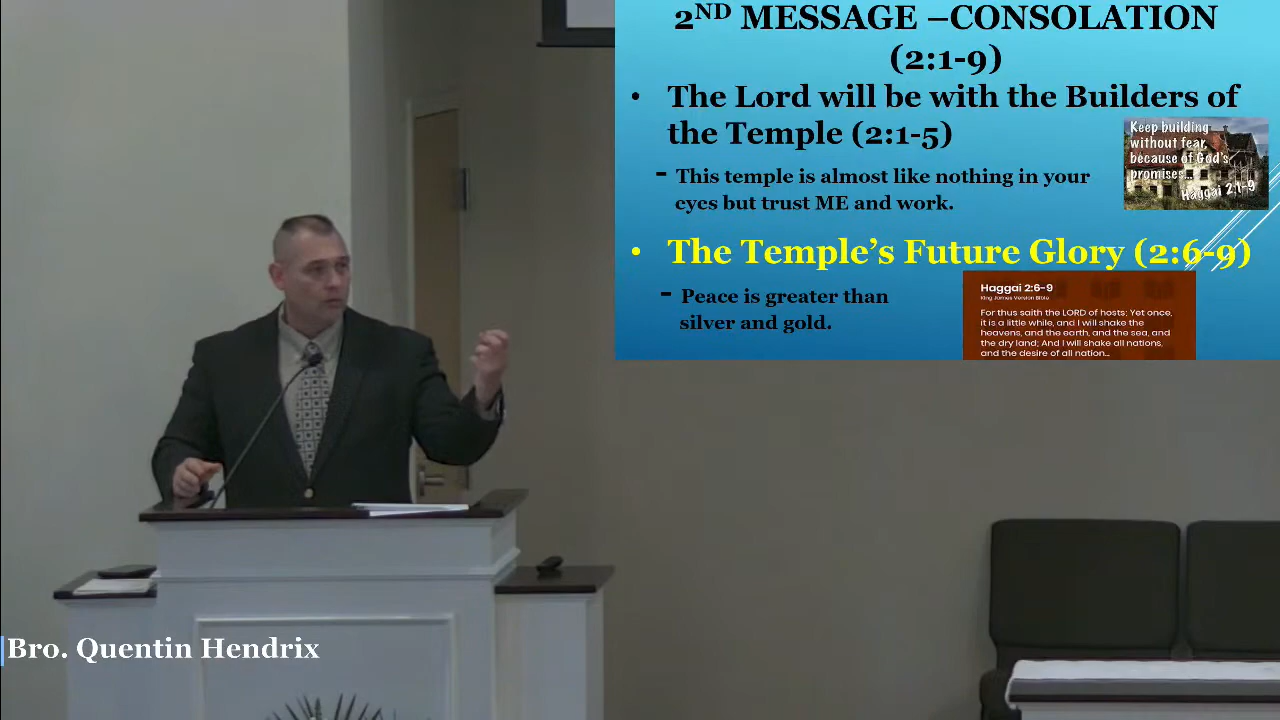 2ND MESSAGE –CONSOLATION
(2:1-9)
• The Lord will be with the Builders of
the Temple (2:1-5)
- This temple is almost like nothing in your
eyes but trust ME and work.
Keep building
without fear,
because of God's
promises...
Haggai 2:1-9
• The Temple's Future Glory (2:6-9)
- Peace is greater than
silver and gold.
Haggai 2:6-9
King James Version Bible
For thus saith the LORD of hosts: Yet once,
it is a little while, and I will shake the
heavens, and the earth, and the sea, and
the dry land; And I will shake all nations,
and the desire of all nation...
Bro. Quentin Hendrix